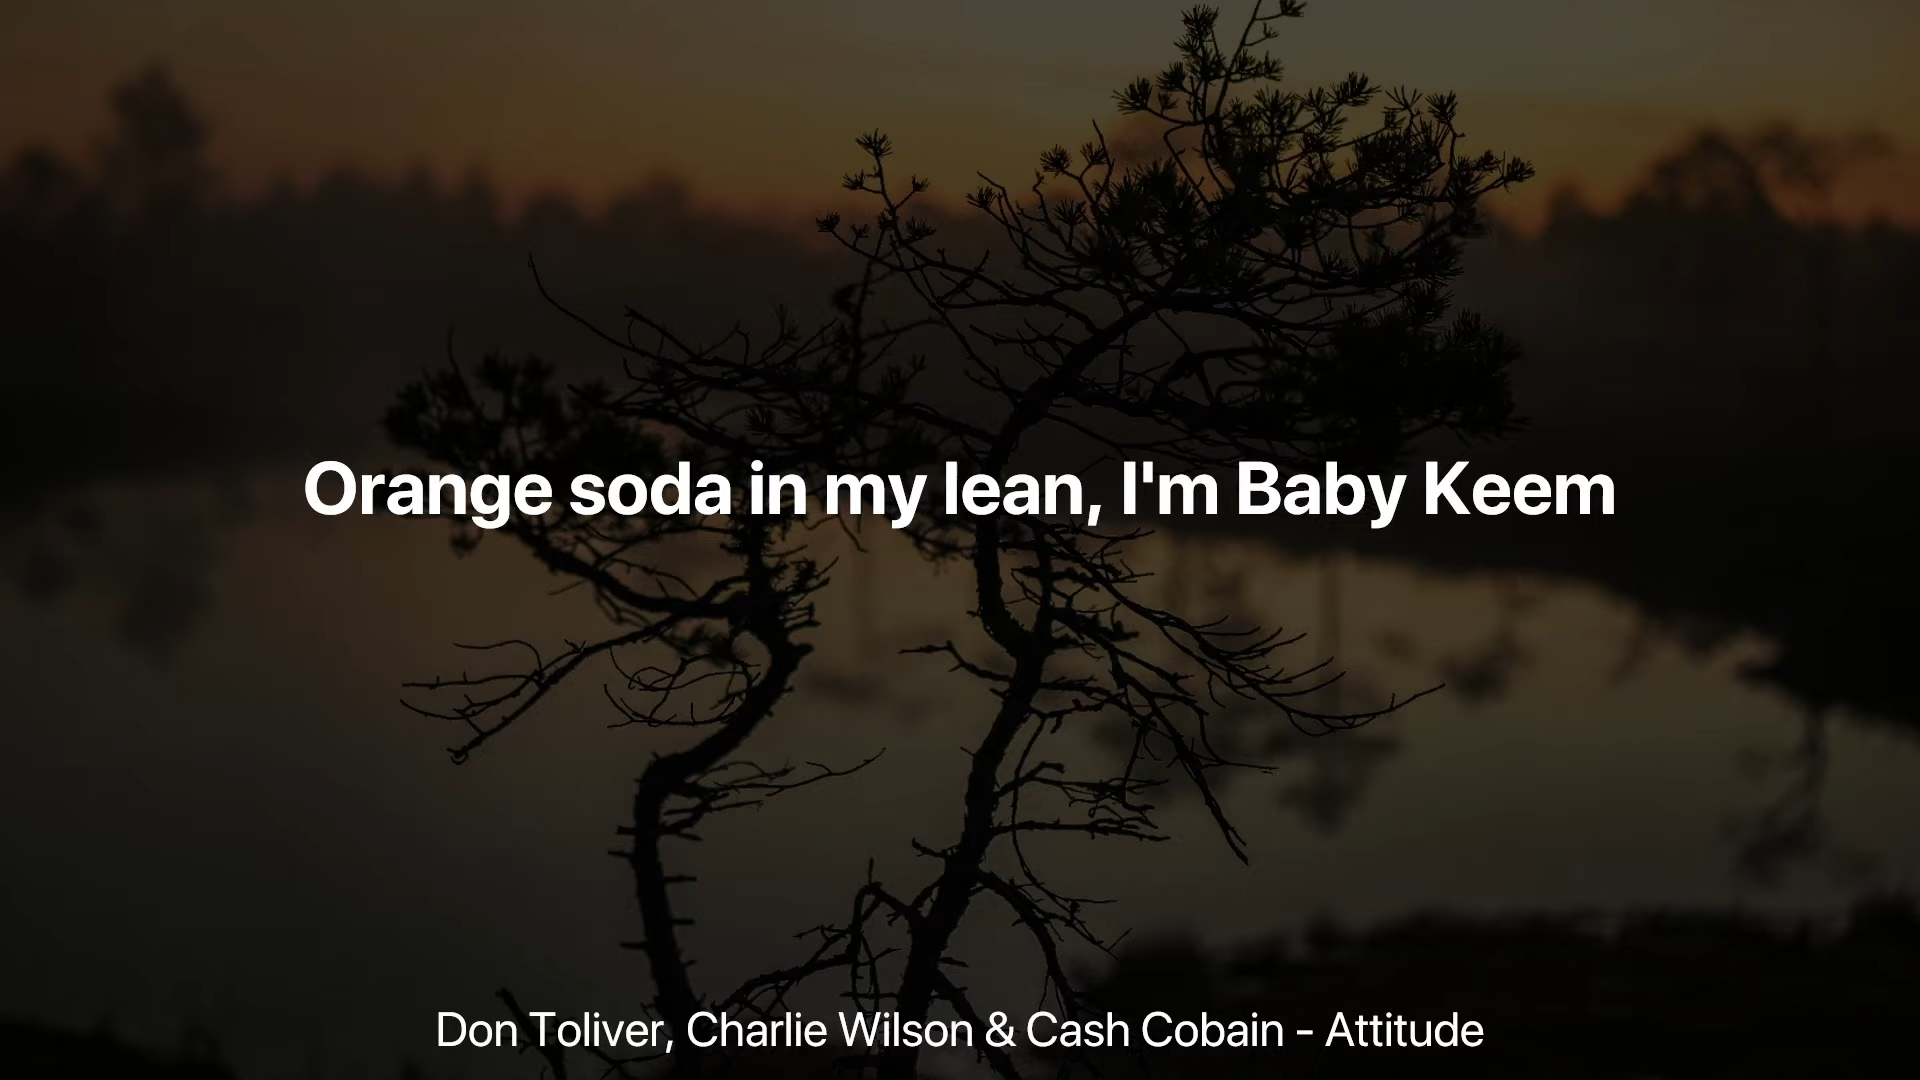 Orange soda in my lean, I'm Baby Keem
Don Toliver, Charlie Wilson & Cash Cobain - Attitude